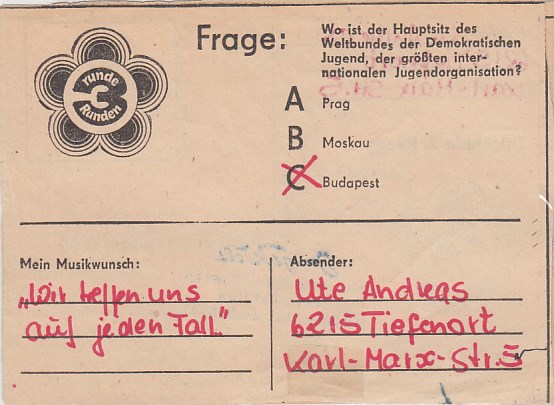 runde
3
Runden
Frage:
Wo ist der Hauptsitz des
Weltbundes der Demokratischen
Jugend, der größten inter-
nationalen Jugendorganisation?
A Prag
B Moskau
C Budapest
Mein Musikwunsch:
„Wir treffen uns
auf jeden Fall."
Absender:
Ute Andreas
6215 Tiefenort
Karl-Marx-Str. 5